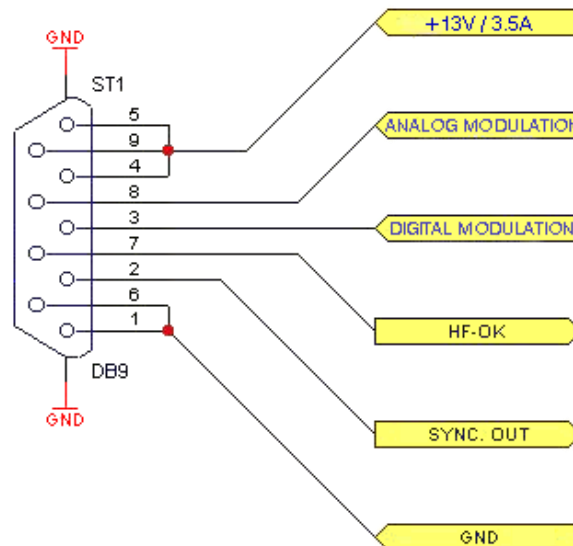 +13V / 3.5A
GND
ST1
5
9
4
8
3
7
2
6
1
ANALOG MODULATION
DIGITAL MODULATION
HF-OK
SYNC. OUT
DB9
GND
GND